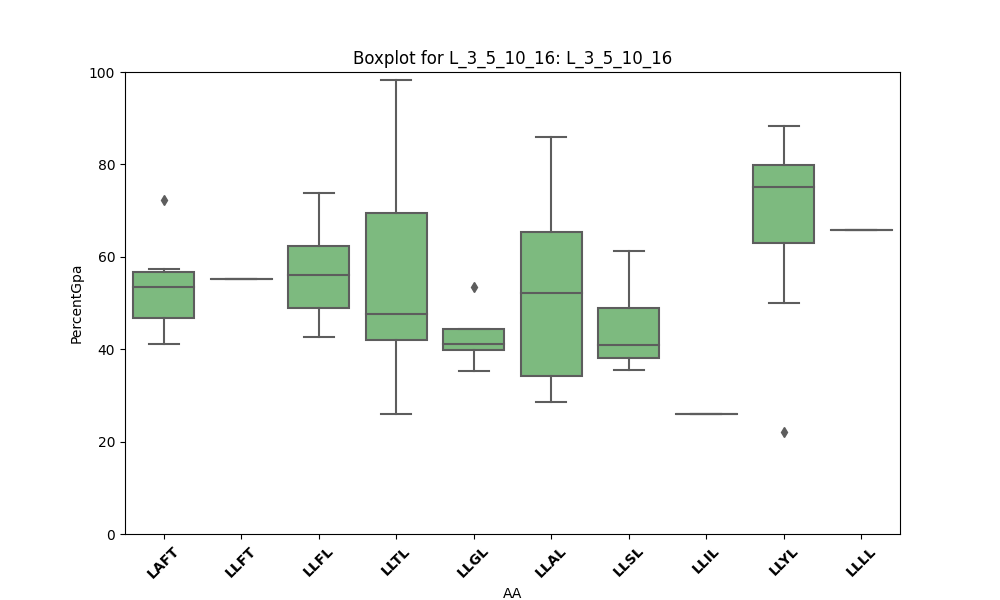 Boxplot for L_3_5_10_16: L_3_5_10_16
100
80
60
40
20
0
PercentGpa
LAFT
LLFT
LLFL
LLTL
LLGL
LLAL
LLSL
LLIL
LLYL
LLLL
AA